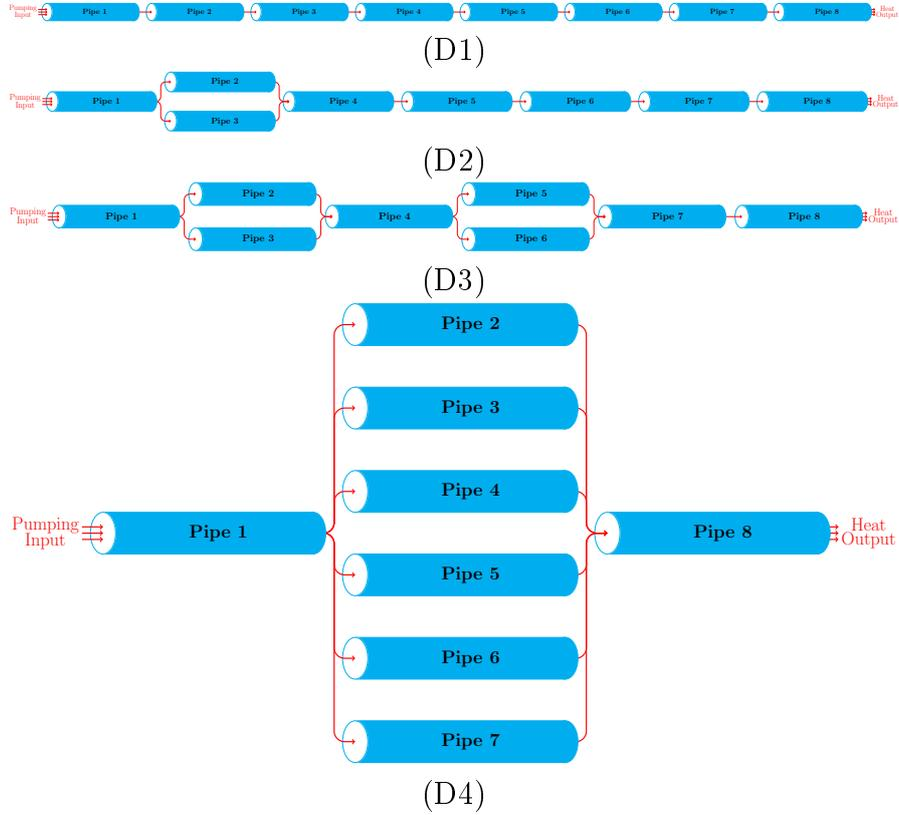 Pumping
Input
Pipe 1
Pipe 2
Pipe 3
Pipe 4
Pipe 5
Pipe 6
Pipe 7
Pipe 8
Heat
Output
(D1)
Pumping
Input
Pipe 1
Pipe 2
Pipe 3
Pipe 4
Pipe 5
Pipe 6
Pipe 7
Pipe 8
Heat
Output
(D2)
Pumping
Input
Pipe 1
Pipe 2
Pipe 3
Pipe 4
Pipe 5
Pipe 6
Pipe 7
Pipe 8
Heat
Output
(D3)
Pumping
Input
Pipe 1
Pipe 2
Pipe 3
Pipe 4
Pipe 5
Pipe 6
Pipe 7
Pipe 8
Heat
Output
(D4)